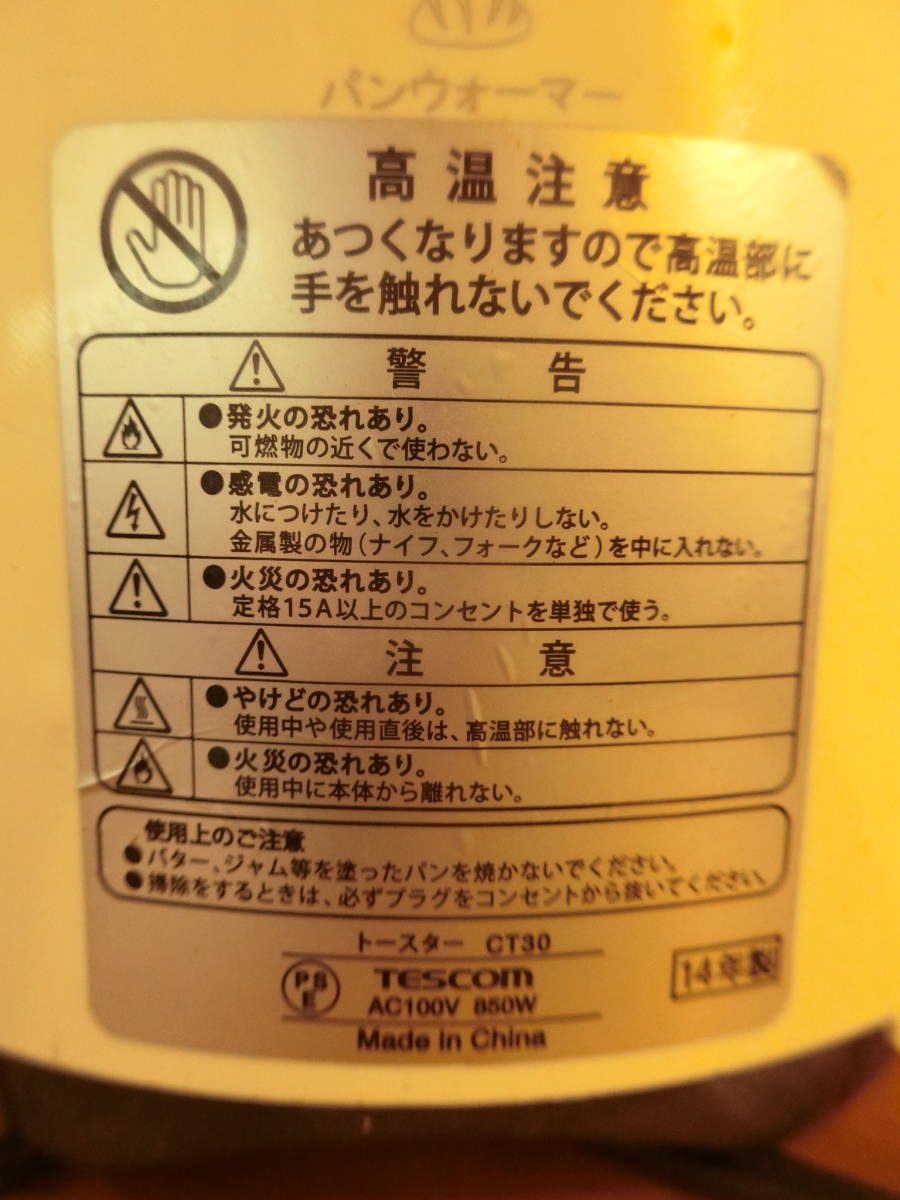 パンウォーマー
高温注意
あつくなりますので高温部に
手を触れないでください。
警告
●発火の恐れあり。
可燃物の近くで使わない。
●感電の恐れあり。
水につけたり、水をかけたりしない。
金属製の物(ナイフ、フォークなど)を中に入れない。
●火災の恐れあり。
定格15A以上のコンセントを単独で使う。
注意
●やけどの恐れあり。
使用中や使用直後は、高温部に触れない。
●火災の恐れあり。
使用中に本体から離れない。
使用上のご注意
●バター、ジャム等を塗ったパンを焼かないでください。
●掃除をするときは、必ずプラグをコンセントから抜いてください。
トースター CT30
PSE
TESCOM
14年製
AC100V 850W
Made in China